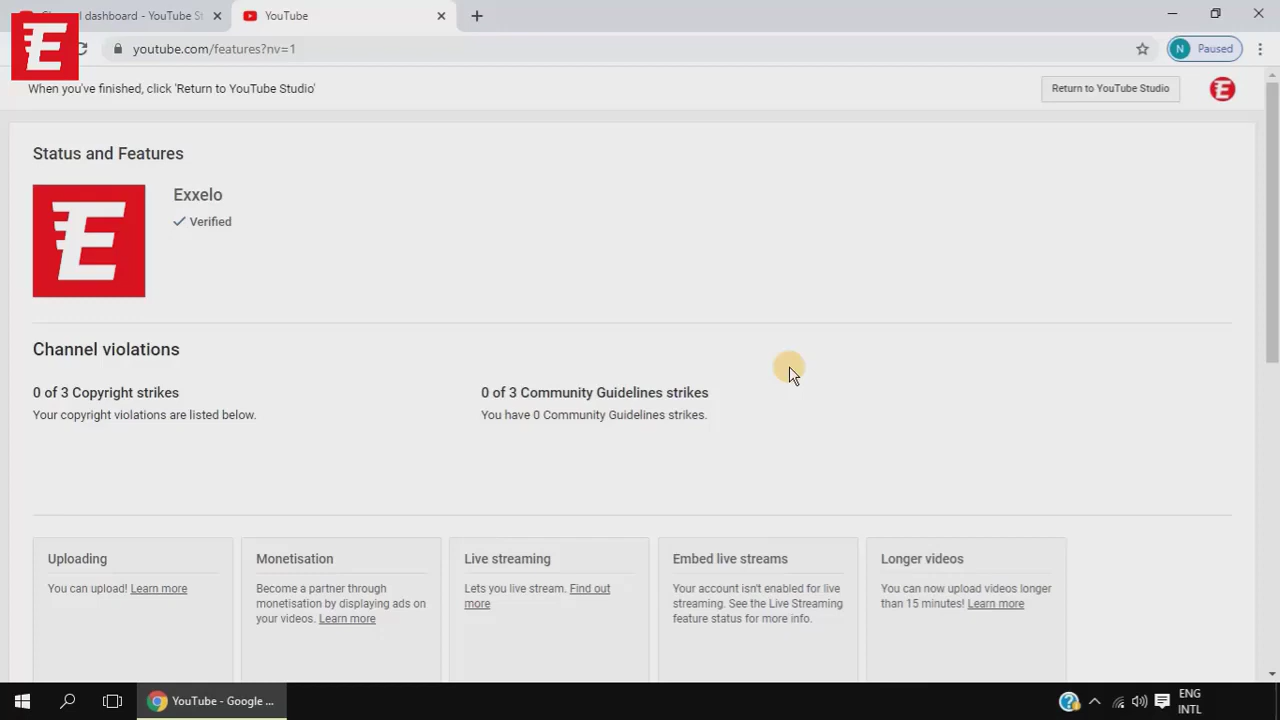 nnel dashboard - YouTube St
YouTube
E
youtube.com/features?nv=1
N Paused
When you've finished, click 'Return to YouTube Studio'
Return to YouTube Studio
E
Status and Features
E
Exxelo
Verified
Channel violations
0 of 3 Copyright strikes
Your copyright violations are listed below.
0 of 3 Community Guidelines strikes
You have 0 Community Guidelines strikes.
Uploading
You can upload! Learn more
Monetisation
Become a partner through
monetisation by displaying ads on
your videos. Learn more
Live streaming
Lets you live stream. Find out
more
Embed live streams
Your account isn't enabled for live
streaming. See the Live Streaming
feature status for more info.
Longer videos
You can now upload videos longer
than 15 minutes! Learn more
YouTube - Google ...
ENG
INTL